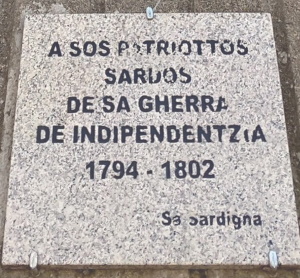 A SOS PATRIOTTOS
SARDOS
DE SA GHERRA
DE INDIPENDENTZIA
1794 - 1802
Sa Sardigna